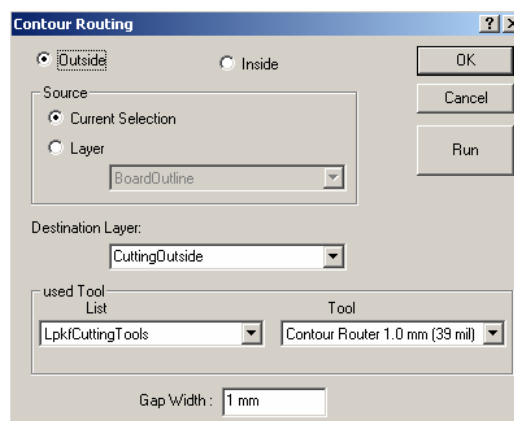 Contour Routing
Outside
Inside
OK
Source
Cancel
Current Selection
Layer
Run
BoardOutline
Destination Layer:
CuttingOutside
used Tool
List
Tool
LpkfCuttingTools
Contour Router 1.0 mm (39 mil)
Gap Width :
1 mm